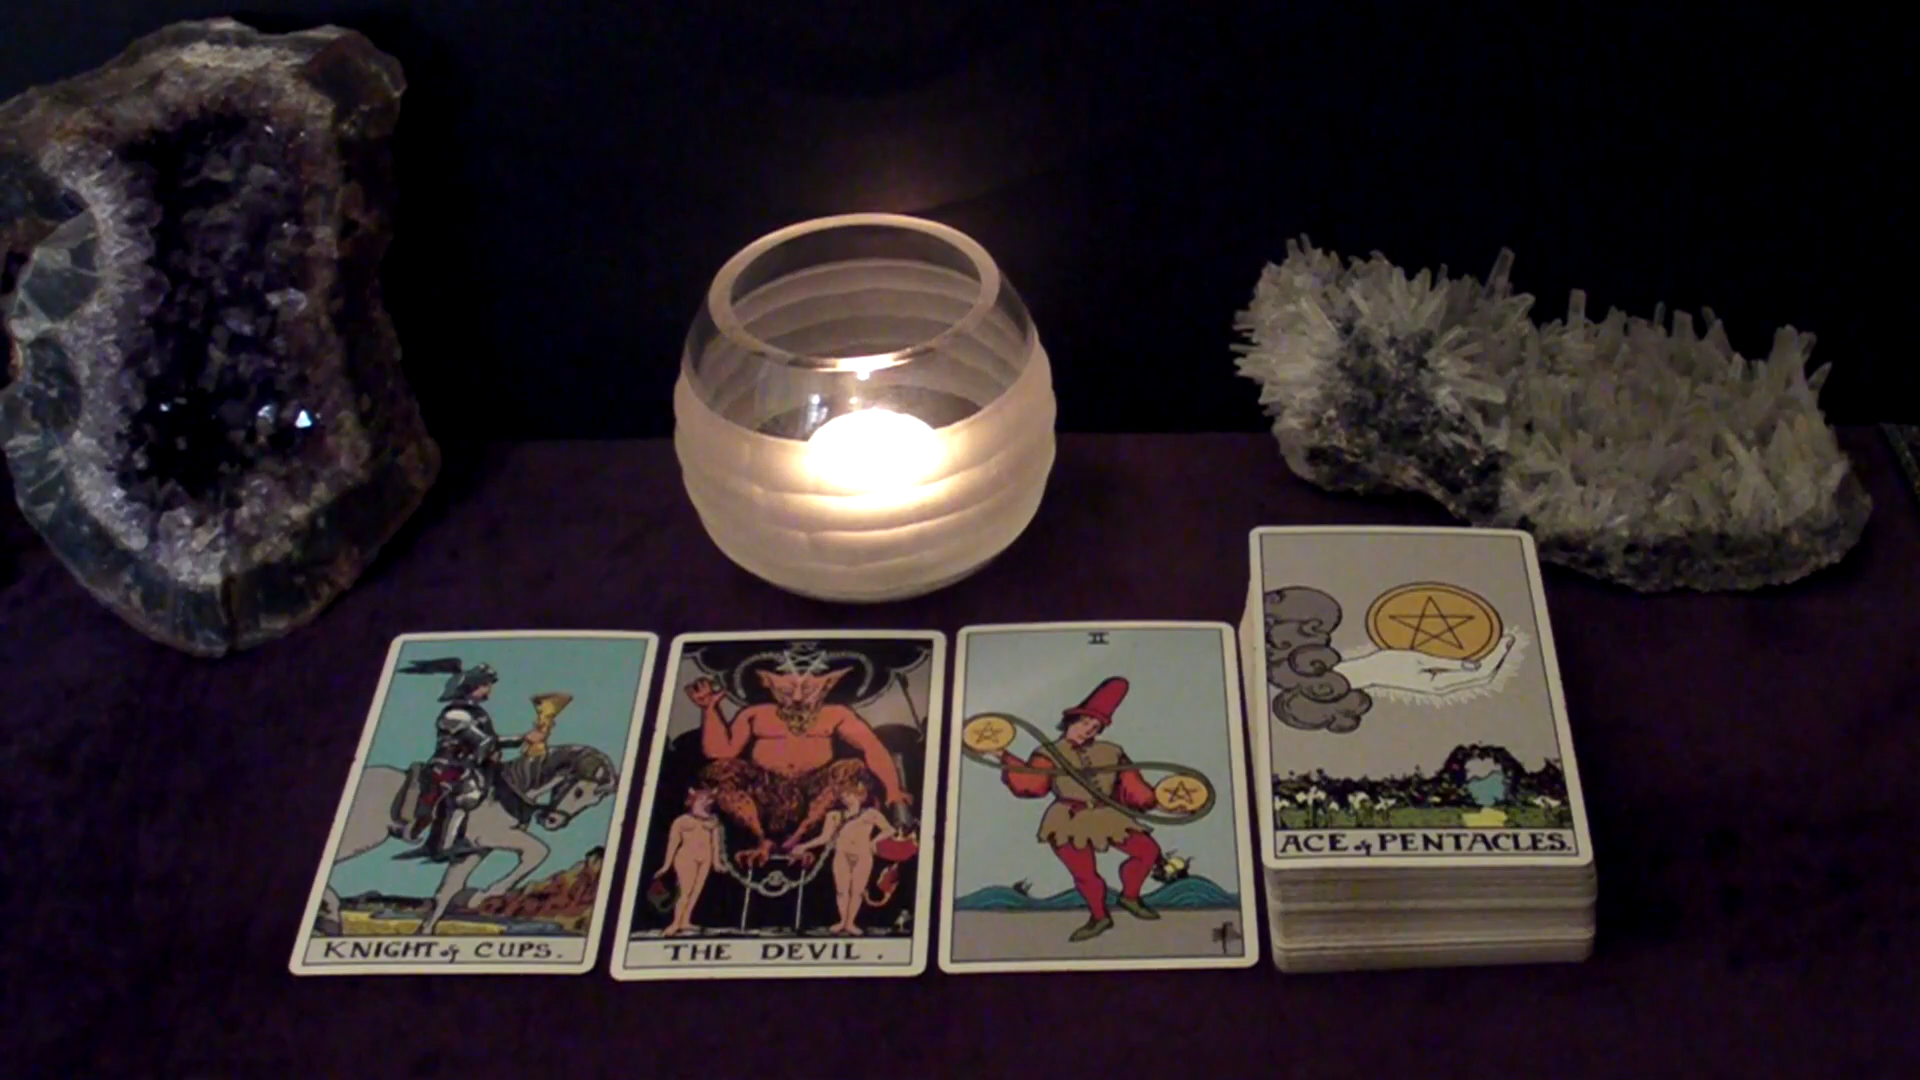 KNIGHT of CUPS.
THE DEVIL.
II
ACE of PENTACLES.